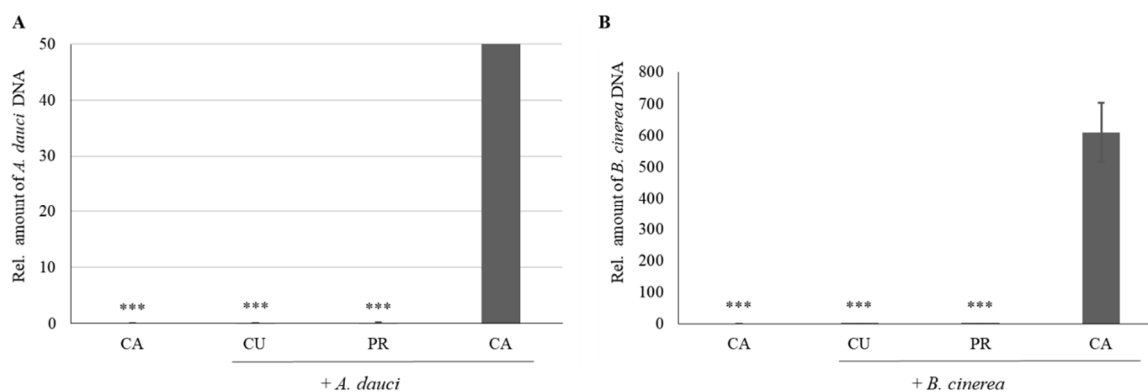 A
Rel. amount of A. dauci DNA
50
40
30
20
10
0
*** *** ***
CA CU PR CA
+ A. dauci
B
Rel. amount of B. cinerea DNA
800
700
600
500
400
300
200
100
0
*** *** ***
CA CU PR CA
+ B. cinerea